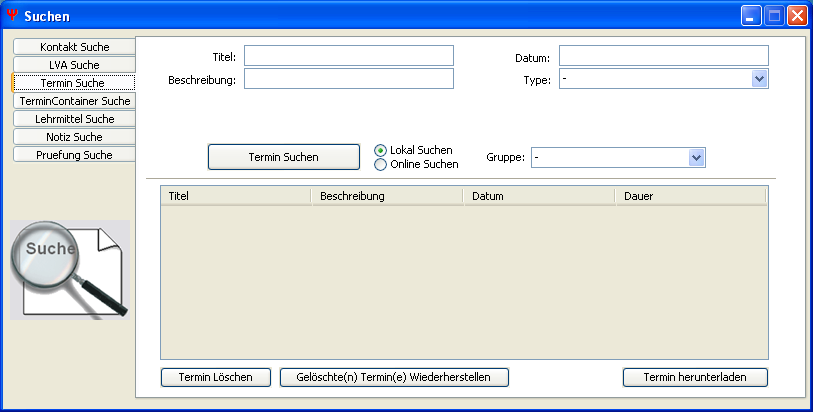 Suchen
Kontakt Suche
LVA Suche
Termin Suche
TerminContainer Suche
Lehrmittel Suche
Notiz Suche
Pruefung Suche
Suche
Titel:
Datum:
Beschreibung:
Type: -
Termin Suchen
Lokal Suchen
Online Suchen
Gruppe: -
Titel Beschreibung Datum Dauer
Termin Löschen Gelöschte(n) Termin(e) Wiederherstellen Termin herunterladen